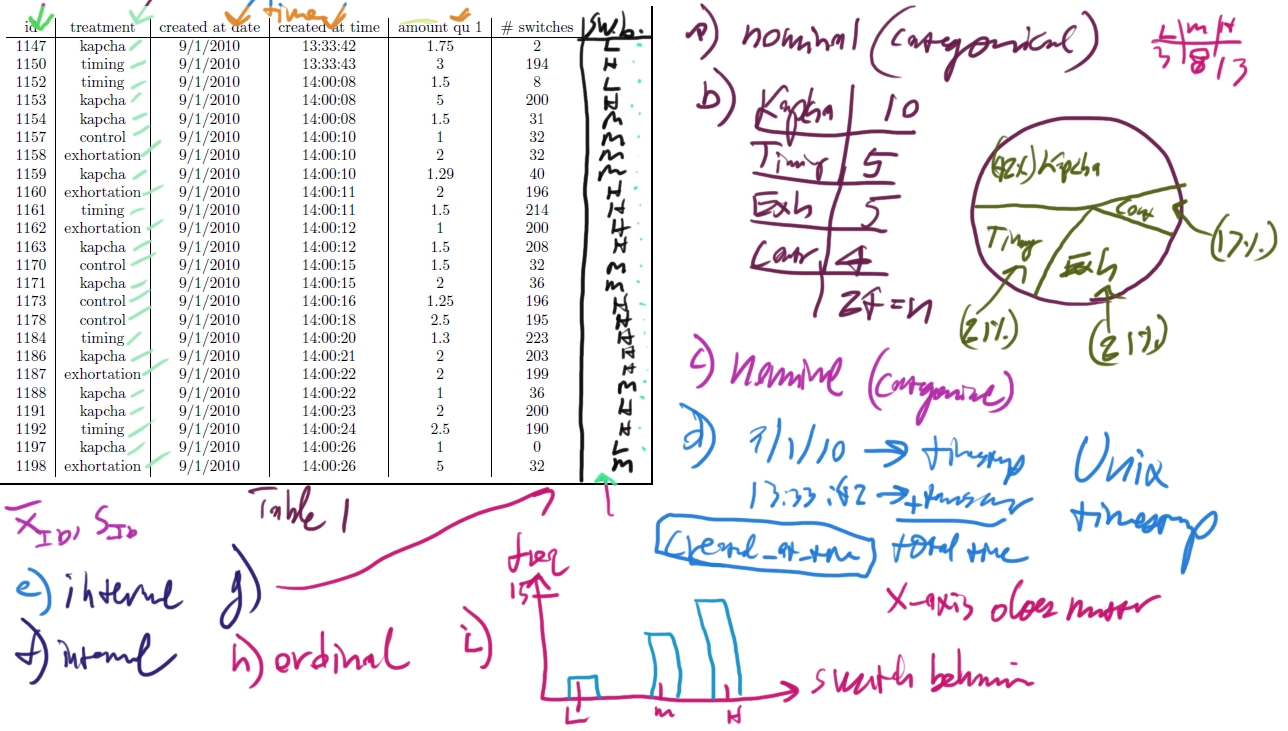 times
id treatment created at date created at time amount qu 1 # switches sw.b.
1147 kapcha 9/1/2010 13:33:42 1.75 2 L
1150 timing 9/1/2010 13:33:43 3 194 H
1152 timing 9/1/2010 14:00:08 1.5 8 L
1153 kapcha 9/1/2010 14:00:08 5 200 H
1154 kapcha 9/1/2010 14:00:08 1.5 31 m
1157 control 9/1/2010 14:00:10 1 32 m
1158 exhortation 9/1/2010 14:00:10 2 32 m
1159 kapcha 9/1/2010 14:00:10 1.29 40 m
1160 exhortation 9/1/2010 14:00:11 2 196 H
1161 timing 9/1/2010 14:00:11 1.5 214 H
1162 exhortation 9/1/2010 14:00:12 1 200 H
1163 kapcha 9/1/2010 14:00:12 1.5 208 H
1170 control 9/1/2010 14:00:15 1.5 32 m
1171 kapcha 9/1/2010 14:00:15 2 36 m
1173 control 9/1/2010 14:00:16 1.25 196 H
1178 control 9/1/2010 14:00:18 2.5 195 H
1184 timing 9/1/2010 14:00:20 1.3 223 H
1186 kapcha 9/1/2010 14:00:21 2 203 H
1187 exhortation 9/1/2010 14:00:22 2 199 H
1188 kapcha 9/1/2010 14:00:22 1 36 m
1191 kapcha 9/1/2010 14:00:23 2 200 H
1192 timing 9/1/2010 14:00:24 2.5 190 H
1197 kapcha 9/1/2010 14:00:26 1 0 L
1198 exhortation 9/1/2010 14:00:26 5 32 m
Table 1
a) nominal (categorical)
L m H
3 8 13
b) Kapcha 10
Timing 5
Exh 5
Contr 4
Σf = n
(42%) Kapcha
Cont
(17%)
Timing
(21%)
Exh
(21%)
c) nominal (categorical)
d) 9/1/10 → timestamp
13:33:42 →
created_at_time total time
Unix
timestamp
x̄ID, SID
e) interval
f) interval
g)
h) ordinal
i) freq
15
L m H
switch behavior
x-axis does matter